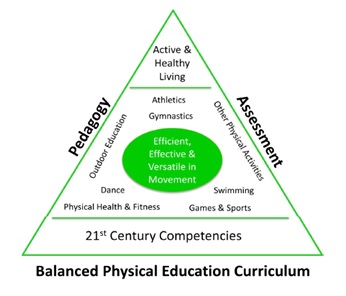 Active &
Healthy
Living
Pedagogy
Assessment
Athletics
Gymnastics
Outdoor Education
Other Physical Activities
Efficient,
Effective &
Versatile in
Movement
Dance
Swimming
Physical Health & Fitness
Games & Sports
21st Century Competencies
Balanced Physical Education Curriculum